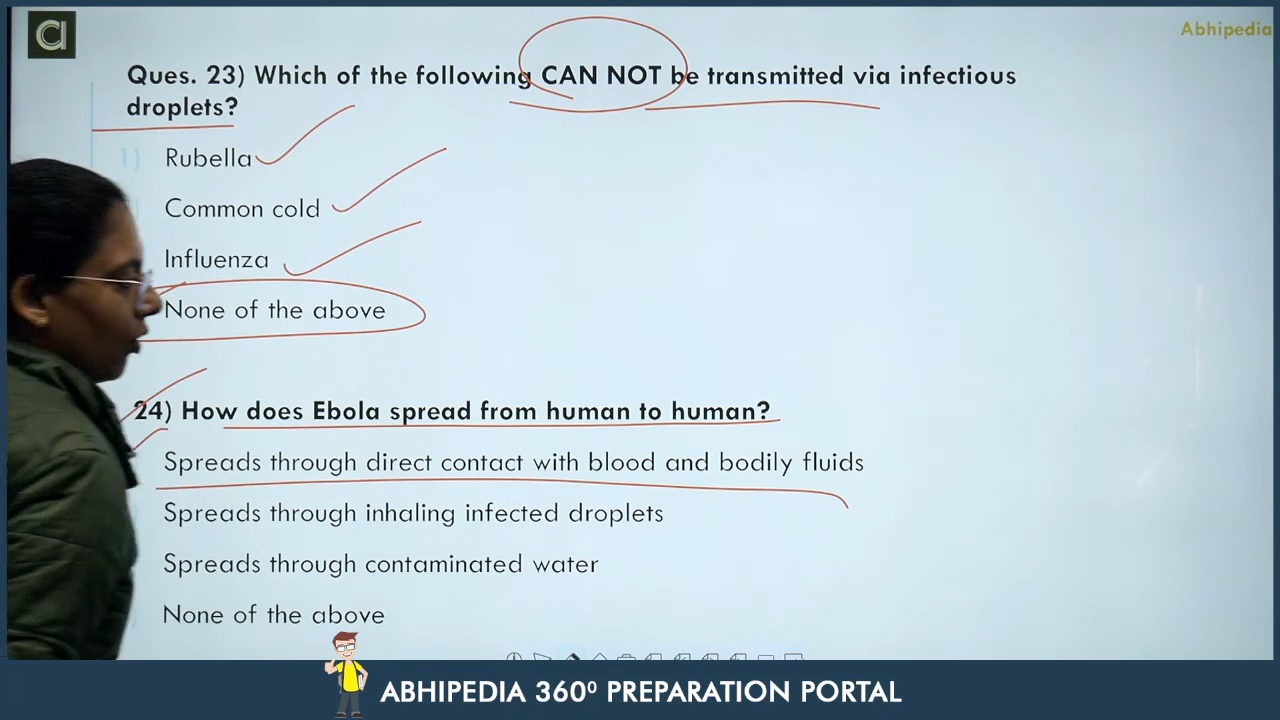 Abhipedia
Ques. 23) Which of the following CAN NOT be transmitted via infectious
droplets?
1) Rubella
Common cold
Influenza
None of the above
24) How does Ebola spread from human to human?
Spreads through direct contact with blood and bodily fluids
Spreads through inhaling infected droplets
Spreads through contaminated water
None of the above
ABHIPEDIA 360⁰ PREPARATION PORTAL